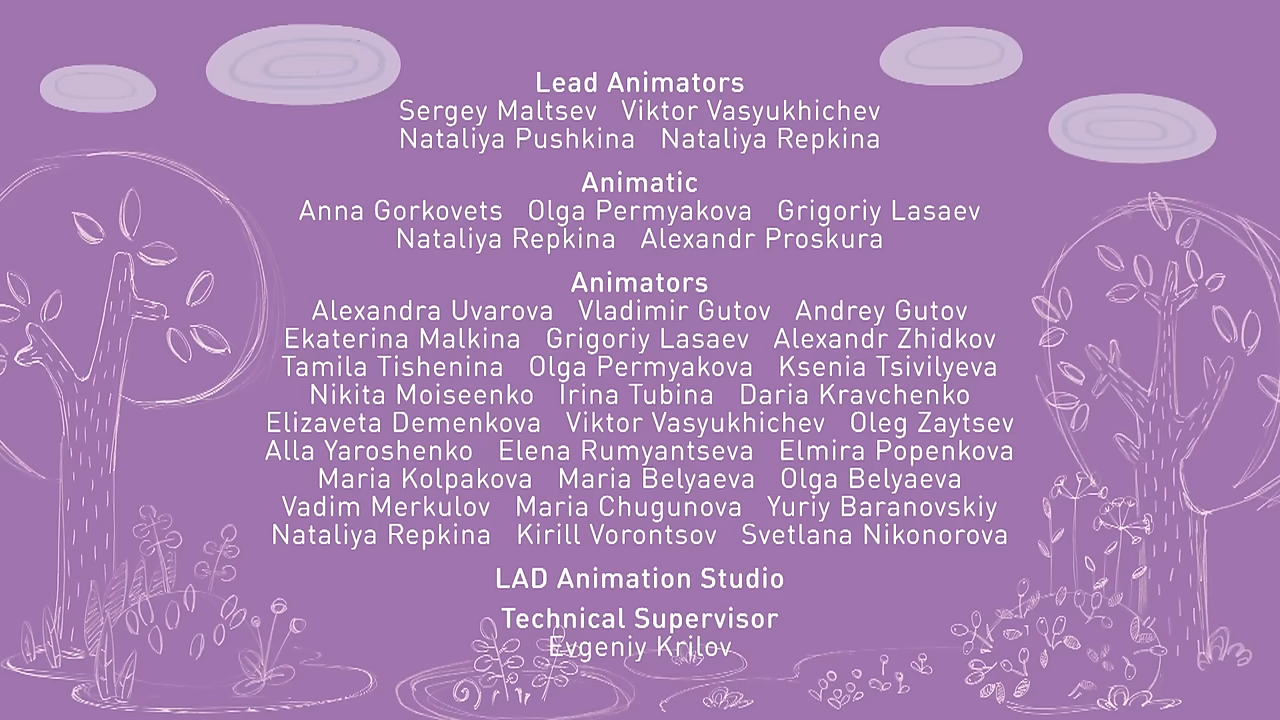 Lead Animators
Sergey Maltsev Viktor Vasyukhichev
Nataliya Pushkina Nataliya Repkina
Animatic
Anna Gorkovets Olga Permyakova Grigoriy Lasaev
Nataliya Repkina Alexandr Proskura
Animators
Alexandra Uvarova Vladimir Gutov Andrey Gutov
Ekaterina Malkina Grigoriy Lasaev Alexandr Zhidkov
Tamila Tishenina Olga Permyakova Ksenia Tsivilyeva
Nikita Moiseenko Irina Tubina Daria Kravchenko
Elizaveta Demenkova Viktor Vasyukhichev Oleg Zaytsev
Alla Yaroshenko Elena Rumyantseva Elmira Popenkova
Maria Kolpakova Maria Belyaeva Olga Belyaeva
Vadim Merkulov Maria Chugunova Yuriy Baranovskiy
Nataliya Repkina Kirill Vorontsov Svetlana Nikonorova
LAD Animation Studio
Technical Supervisor
Evgeniy Krilov